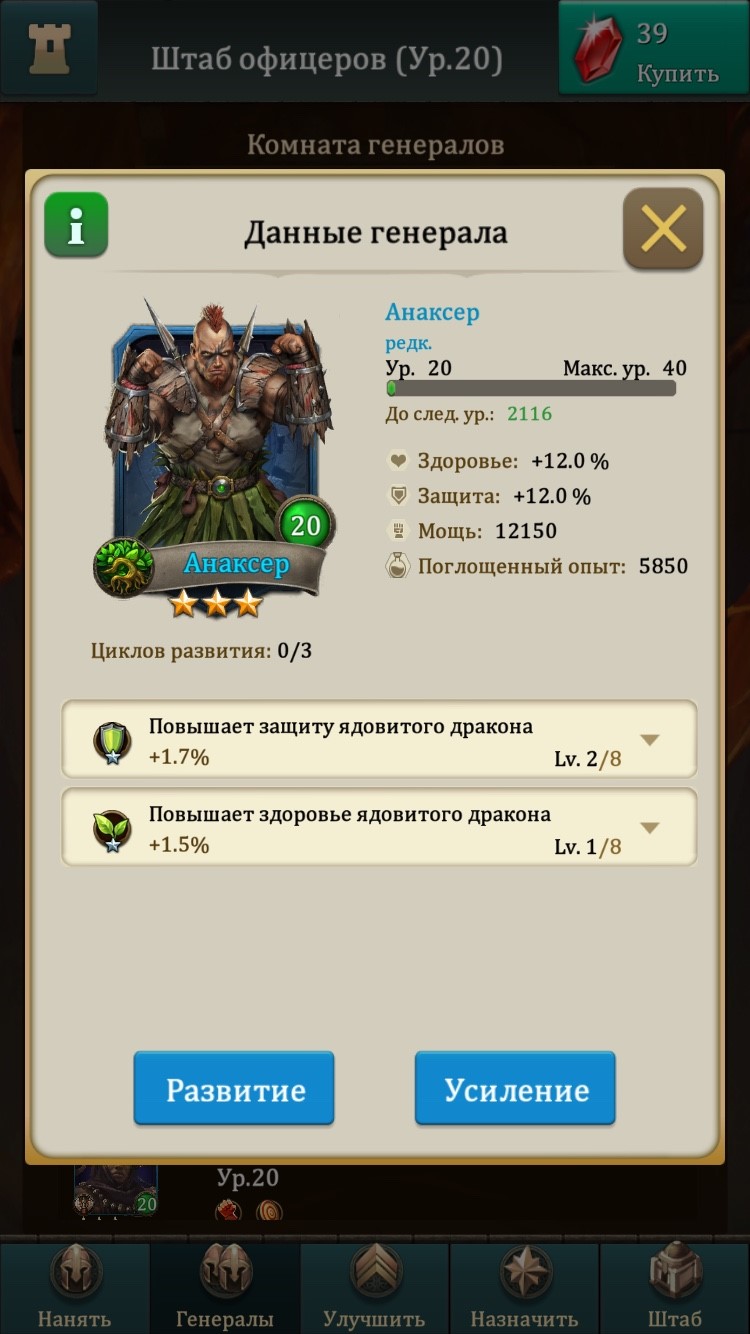 Штаб офицеров (Ур.20)
39
Купить
Комната генералов
i
Данные генерала
Анаксер
редк.
Ур. 20 Макс. ур. 40
До след. ур.: 2116
Здоровье: +12.0 %
Защита: +12.0 %
Мощь: 12150
Поглощенный опыт: 5850
20
Анаксер
Циклов развития: 0/3
Повышает защиту ядовитого дракона
+1.7% Lv. 2/8
Повышает здоровье ядовитого дракона
+1.5% Lv. 1/8
Развитие Усиление
Ур.20
20
Нанять Генералы Улучшить Назначить Штаб